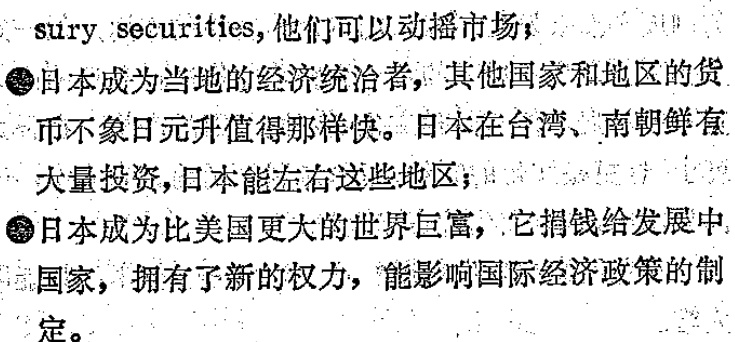 sury securities,他们可以动摇市场;
●日本成为当地的经济统治者，其他国家和地区的货
币不象日元升值得那样快。日本在台湾、南朝鲜有
大量投资,日本能左右这些地区;
●日本成为比美国更大的世界巨富，它捐钱给发展中
国家，拥有了新的权力，能影响国际经济政策的制
定。